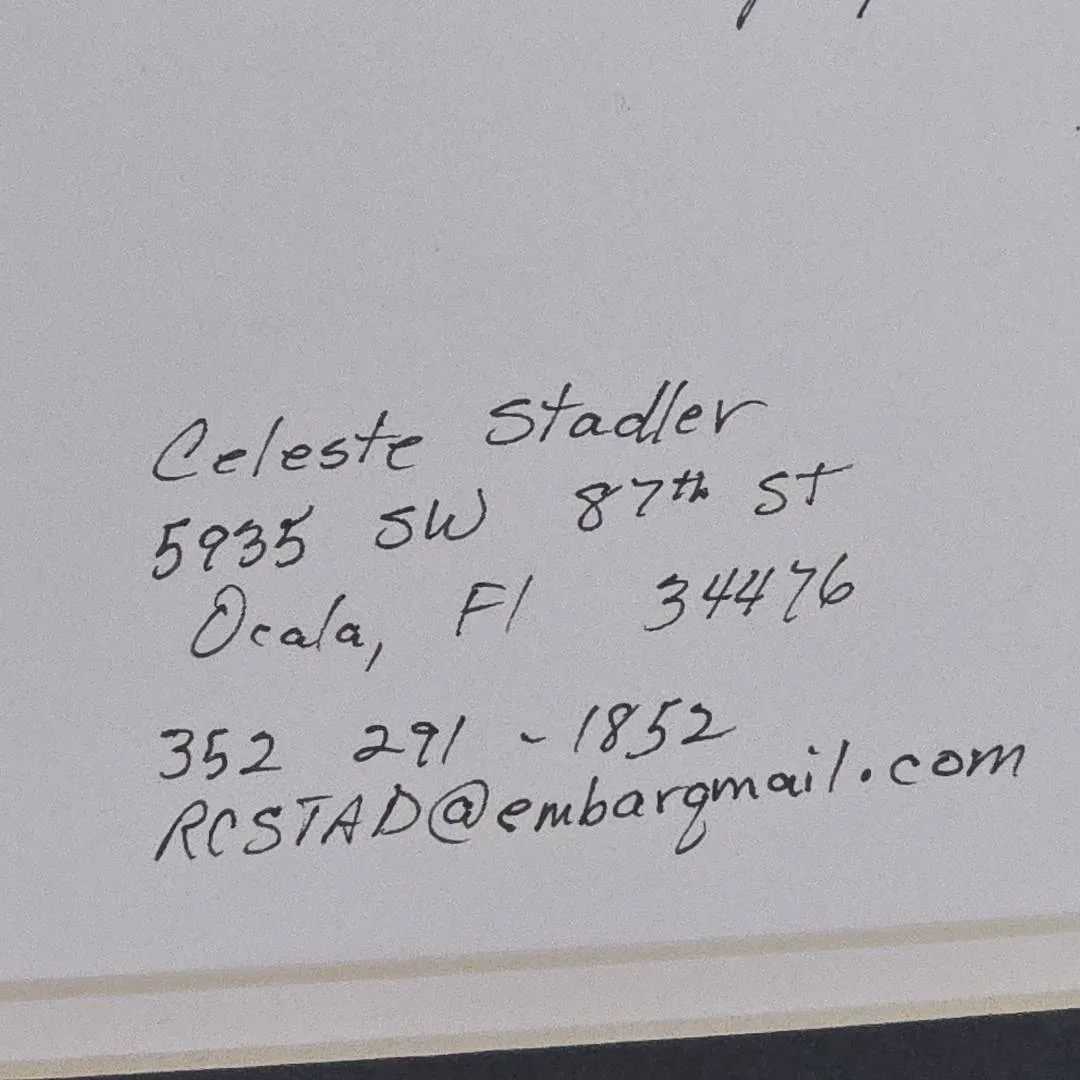 Celeste Stadler
5935 SW 87th St
Ocala, Fl 34476
352 291-1852
RCSTAD@embarqmail.com